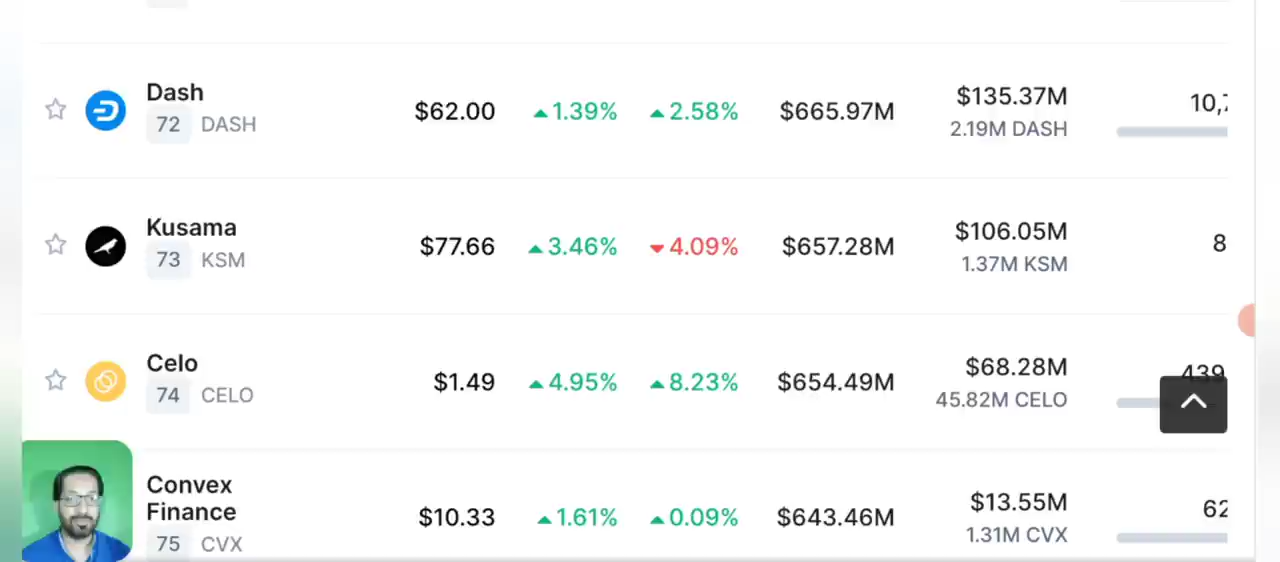 Dash
72 DASH
$62.00
1.39%
2.58%
$665.97M
$135.37M
2.19M DASH
10,7
Kusama
73 KSM
$77.66
3.46%
4.09%
$657.28M
$106.05M
1.37M KSM
8
Celo
74 CELO
$1.49
4.95%
8.23%
$654.49M
$68.28M
45.82M CELO
439
Convex
Finance
75 CVX
$10.33
1.61%
0.09%
$643.46M
$13.55M
1.31M CVX
62